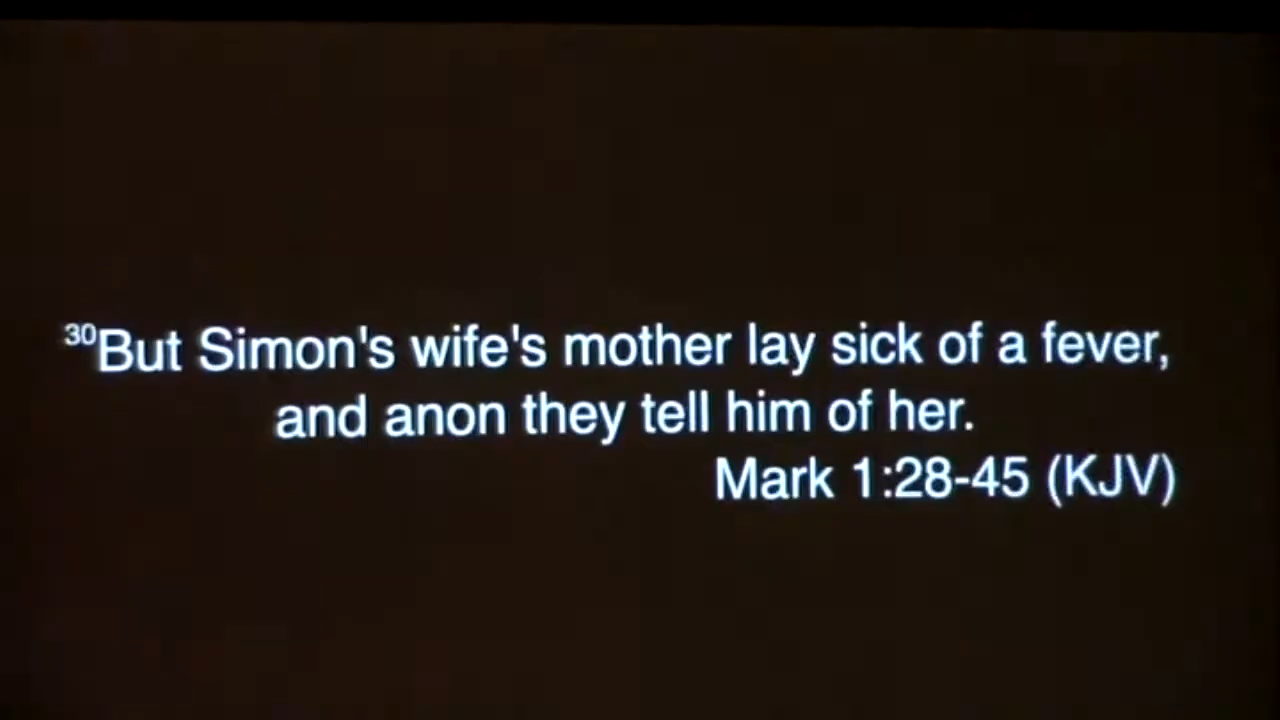 30But Simon's wife's mother lay sick of a fever,
and anon they tell him of her.
Mark 1:28-45 (KJV)